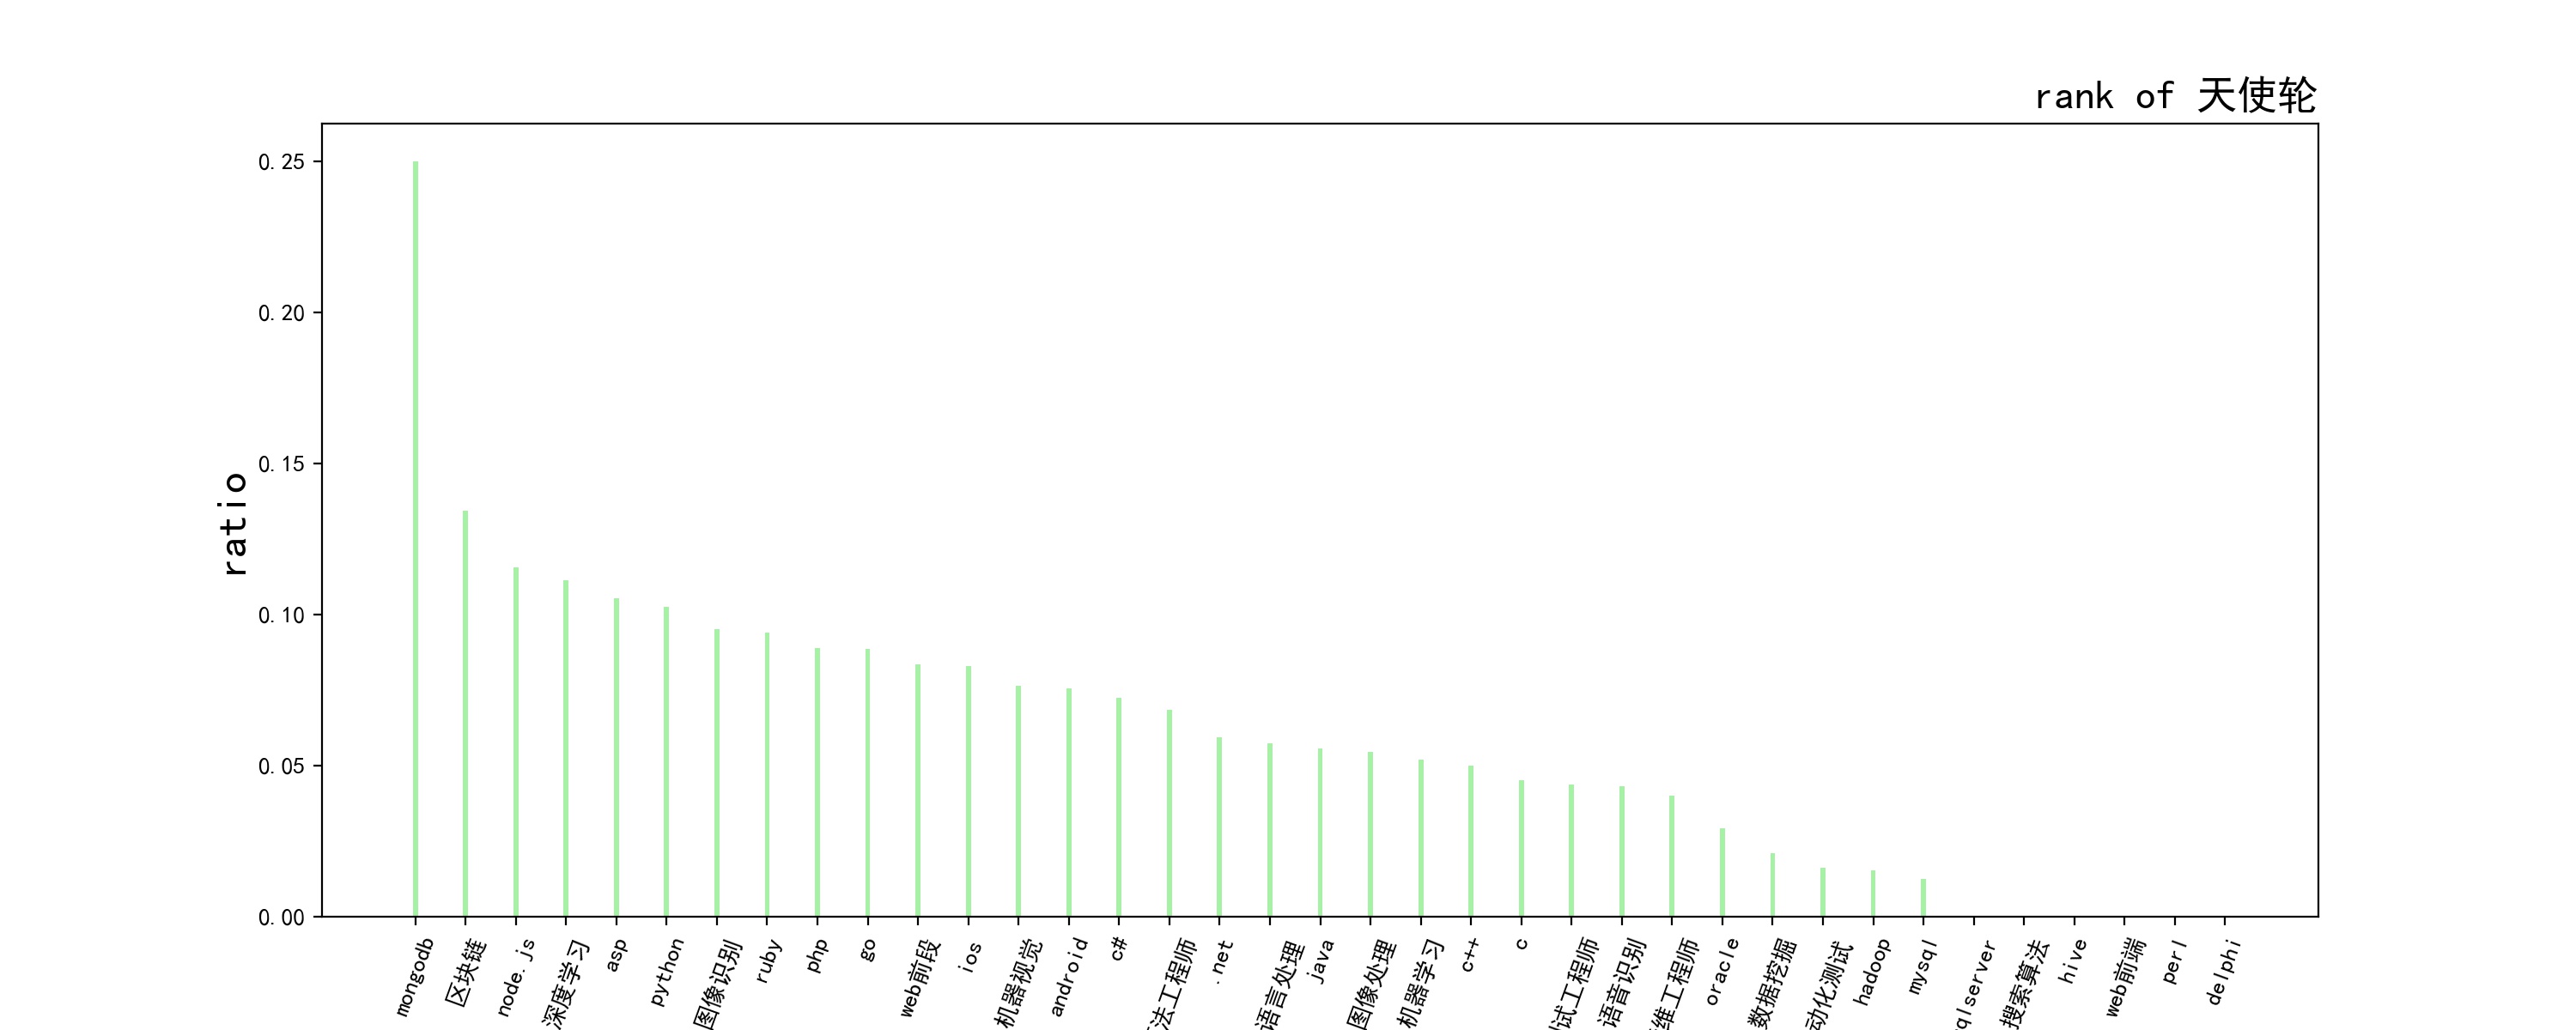 rank of 天使轮
ratio
0.25
0.20
0.15
0.10
0.05
0.00
mongodb
区块链
node.js
深度学习
asp
python
图像识别
ruby
php
go
web前段
ios
机器视觉
android
c#
法工程师
.net
语言处理
java
图像处理
机器学习
c++
c
试工程师
语音识别
维工程师
oracle
数据挖掘
动化测试
hadoop
mysql
qlserver
搜索算法
hive
web前端
perl
delphi